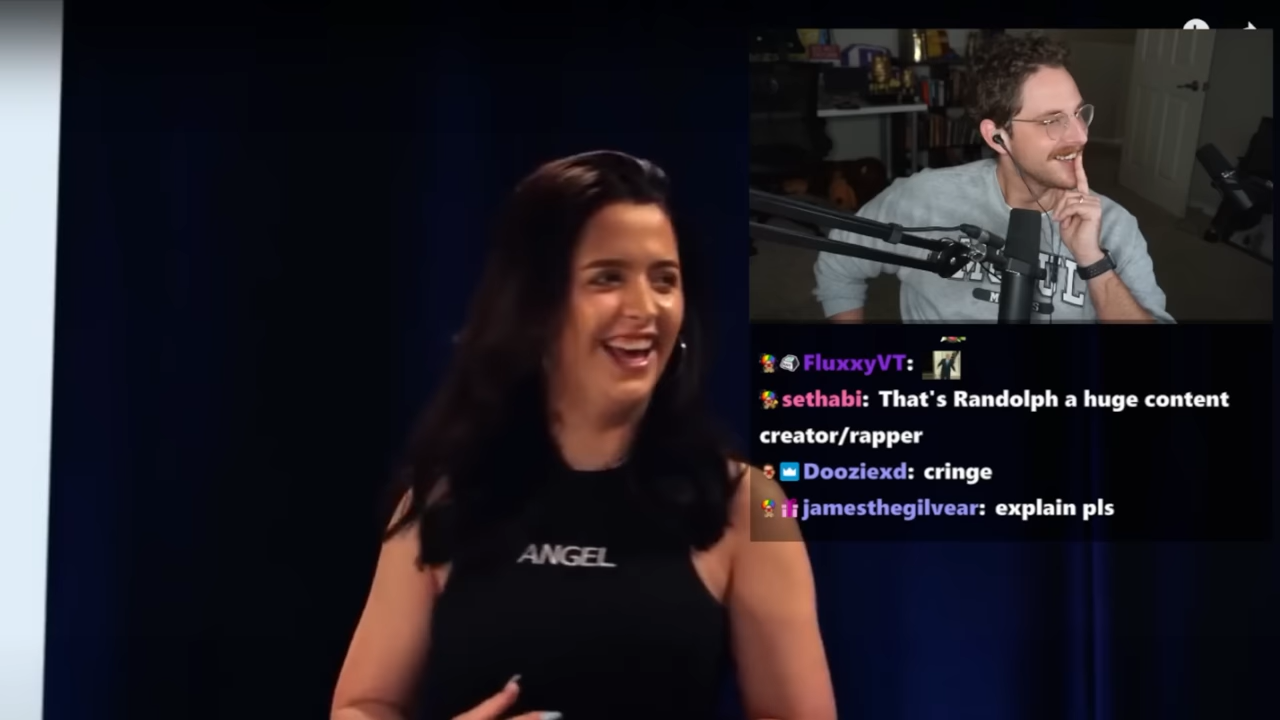 ANGEL
FluxxyVT:
sethabi: That's Randolph a huge content
creator/rapper
Dooziexd: cringe
jamesthegilvear: explain pls